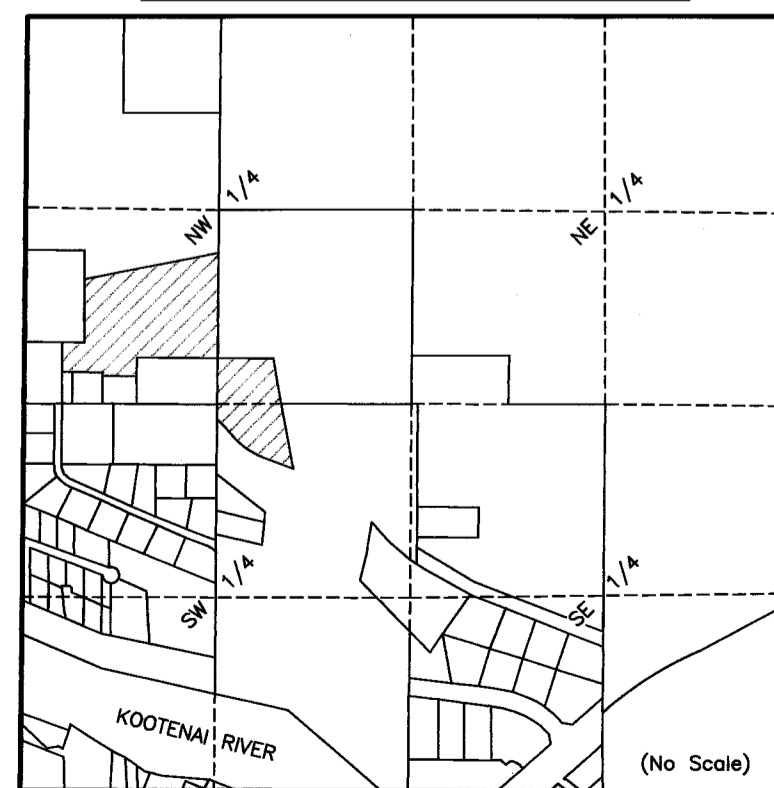 1/4
NW
1/4
NE
1/4
SW
1/4
SE
KOOTENAI RIVER
(No Scale)